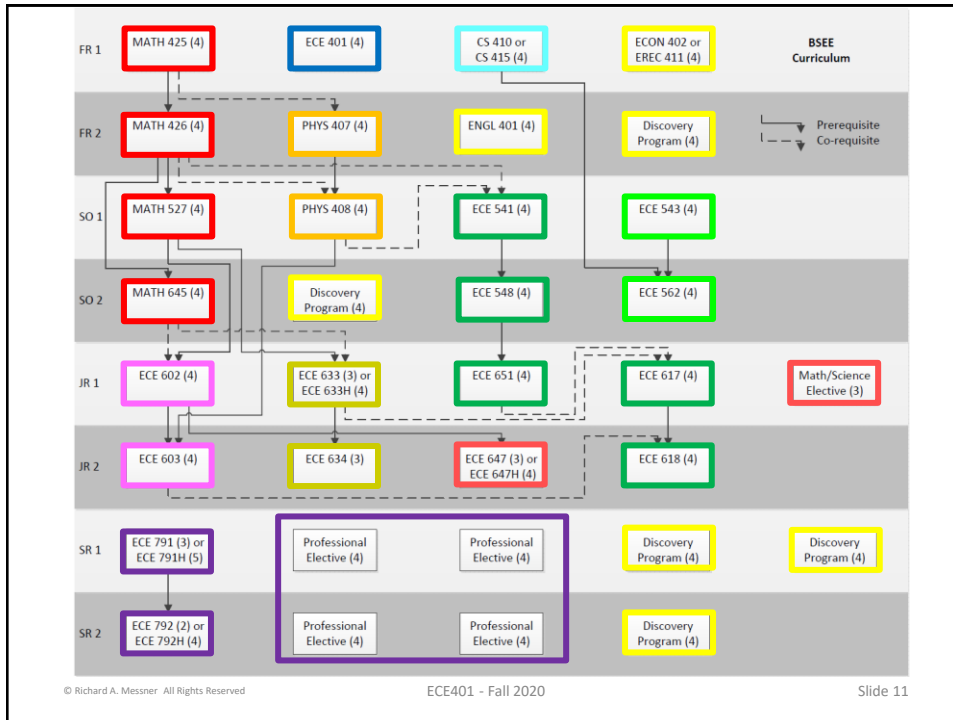 FR 1
MATH 425 (4)
ECE 401 (4)
CS 410 or
CS 415 (4)
ECON 402 or
EREC 411 (4)
BSEE
Curriculum
FR 2
MATH 426 (4)
PHYS 407 (4)
ENGL 401 (4)
Discovery
Program (4)
Prerequisite
Co-requisite
SO 1
MATH 527 (4)
PHYS 408 (4)
ECE 541 (4)
ECE 543 (4)
SO 2
MATH 645 (4)
Discovery
Program (4)
ECE 548 (4)
ECE 562 (4)
JR 1
ECE 602 (4)
ECE 633 (3) or
ECE 633H (4)
ECE 651 (4)
ECE 617 (4)
Math/Science
Elective (3)
JR 2
ECE 603 (4)
ECE 634 (3)
ECE 647 (3) or
ECE 647H (4)
ECE 618 (4)
SR 1
ECE 791 (3) or
ECE 791H (5)
Professional
Elective (4)
Professional
Elective (4)
Discovery
Program (4)
Discovery
Program (4)
SR 2
ECE 792 (2) or
ECE 792H (4)
Professional
Elective (4)
Professional
Elective (4)
Discovery
Program (4)
© Richard A. Messner All Rights Reserved
ECE401 - Fall 2020
Slide 11